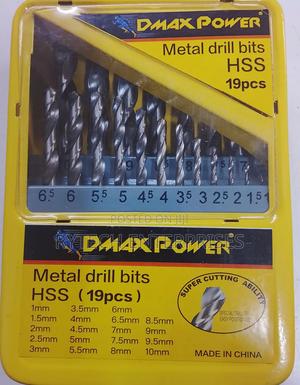 DMAX POWER
Metal drill bits
HSS
19pcs
6.5 6 5.5 5 4.5 4 3.5 3 2.5 2 1.5 1
POSTED ON JIJI
DMAX POWER
Metal drill bits
HSS (19pcs)
1mm 3.5mm 6mm
1.5mm 4mm 6.5mm 8.5mm
2mm 4.5mm 7mm 9mm
2.5mm 5mm 7.5mm 9.5mm
3mm 5.5mm 8mm 10mm
SUPER CUTTING ABILITY
MADE IN CHINA